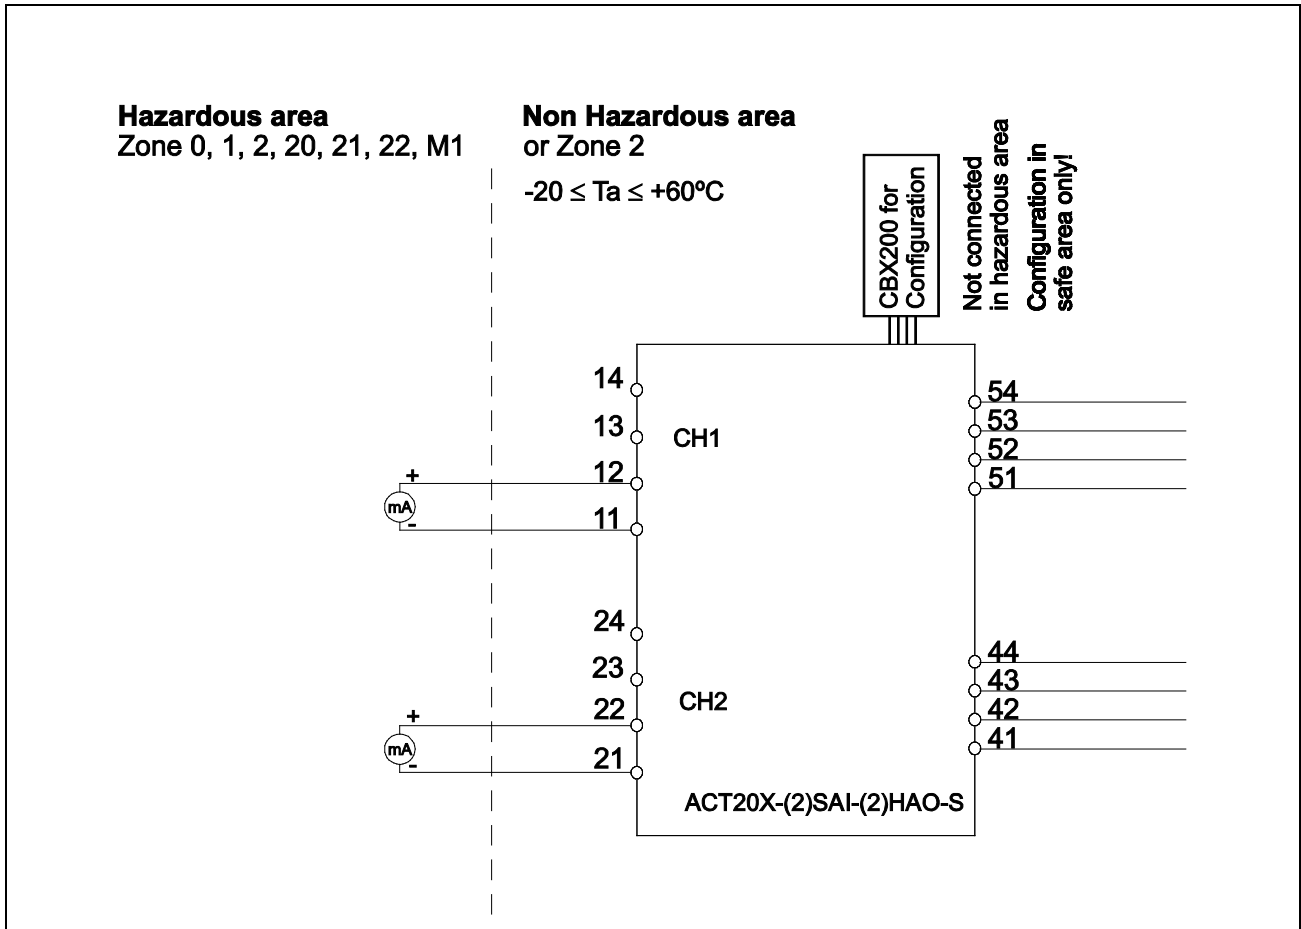 Hazardous area
Zone 0, 1, 2, 20, 21, 22, M1
Non Hazardous area
or Zone 2
-20 ≤ Ta ≤ +60ºC
CBX200 for
Configuration
Not connected
in hazardous area
Configuration in
safe area only!
14
13
CH1
12
11
+
mA
-
54
53
52
51
24
23
CH2
22
21
+
mA
-
44
43
42
41
ACT20X-(2)SAI-(2)HAO-S